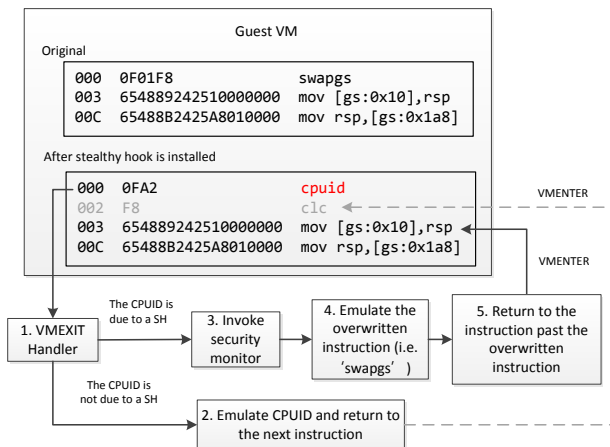 Guest VM
Original
000 0F01F8 swapgs
003 654889242510000000 mov [gs:0x10],rsp
00C 65488B2425A8010000 mov rsp,[gs:0x1a8]
After stealthy hook is installed
000 0FA2 cpuid
002 F8 clc
003 654889242510000000 mov [gs:0x10],rsp
00C 65488B2425A8010000 mov rsp,[gs:0x1a8]
VMENTER
VMENTER
The CPUID is
due to a SH
1. VMEXIT
Handler
3. Invoke
security
monitor
4. Emulate the
overwritten
instruction (i.e.
‘swapgs’ )
5. Return to the
instruction past the
overwritten
instruction
The CPUID is
not due to a SH
2. Emulate CPUID and return to
the next instruction